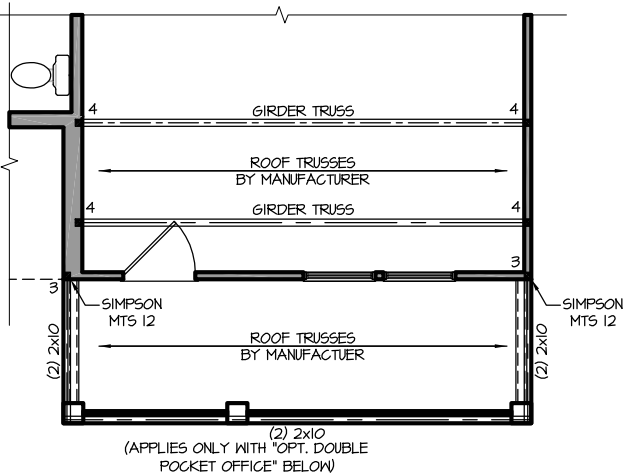 4
GIRDER TRUSS
4
ROOF TRUSSES
BY MANUFACTURER
4
GIRDER TRUSS
4
3
3
SIMPSON
MTS 12
SIMPSON
MTS 12
(2) 2x10
ROOF TRUSSES
BY MANUFACTUER
(2) 2x10
(2) 2x10
(APPLIES ONLY WITH "OPT. DOUBLE
POCKET OFFICE" BELOW)